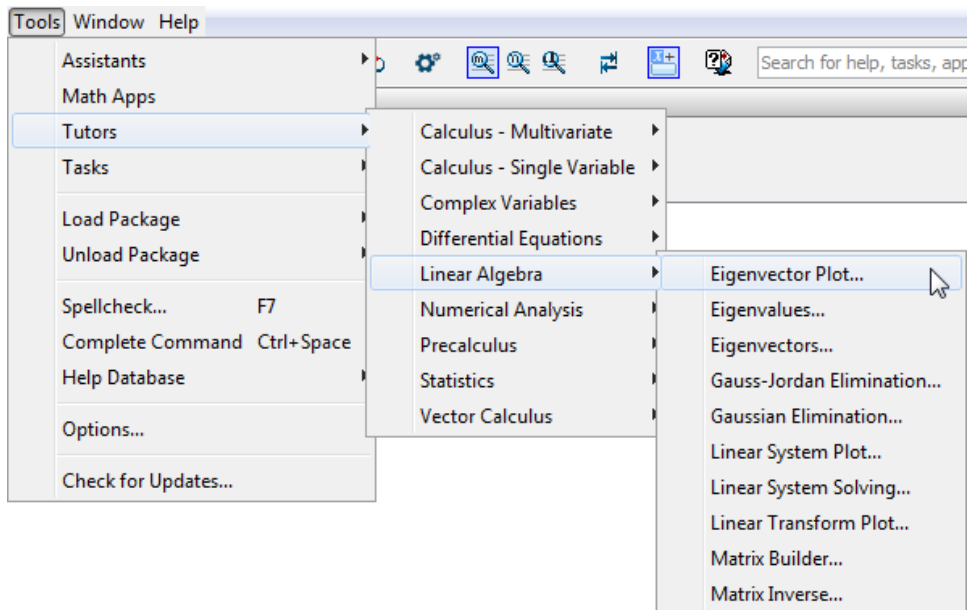 Tools Window Help
Search for help, tasks, app
Assistants
Math Apps
Tutors
Tasks
Load Package
Unload Package
Spellcheck... F7
Complete Command Ctrl+Space
Help Database
Options...
Check for Updates...
Calculus - Multivariate
Calculus - Single Variable
Complex Variables
Differential Equations
Linear Algebra
Numerical Analysis
Precalculus
Statistics
Vector Calculus
Eigenvector Plot...
Eigenvalues...
Eigenvectors...
Gauss-Jordan Elimination...
Gaussian Elimination...
Linear System Plot...
Linear System Solving...
Linear Transform Plot...
Matrix Builder...
Matrix Inverse...